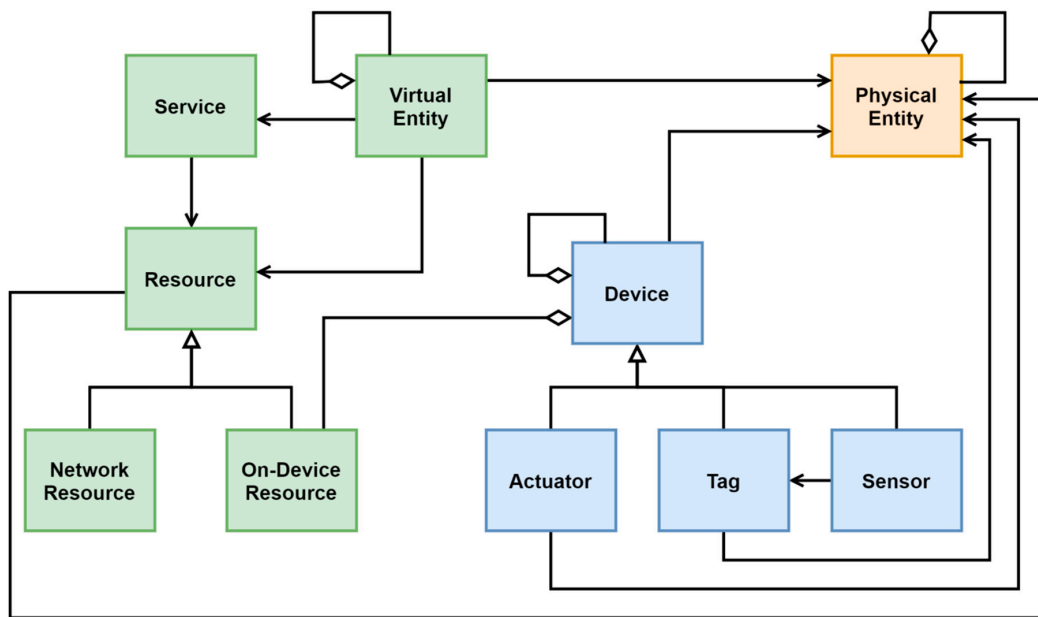 Service
Virtual
Entity
Physical
Entity
Resource
Device
Network
Resource
On-Device
Resource
Actuator
Tag
Sensor